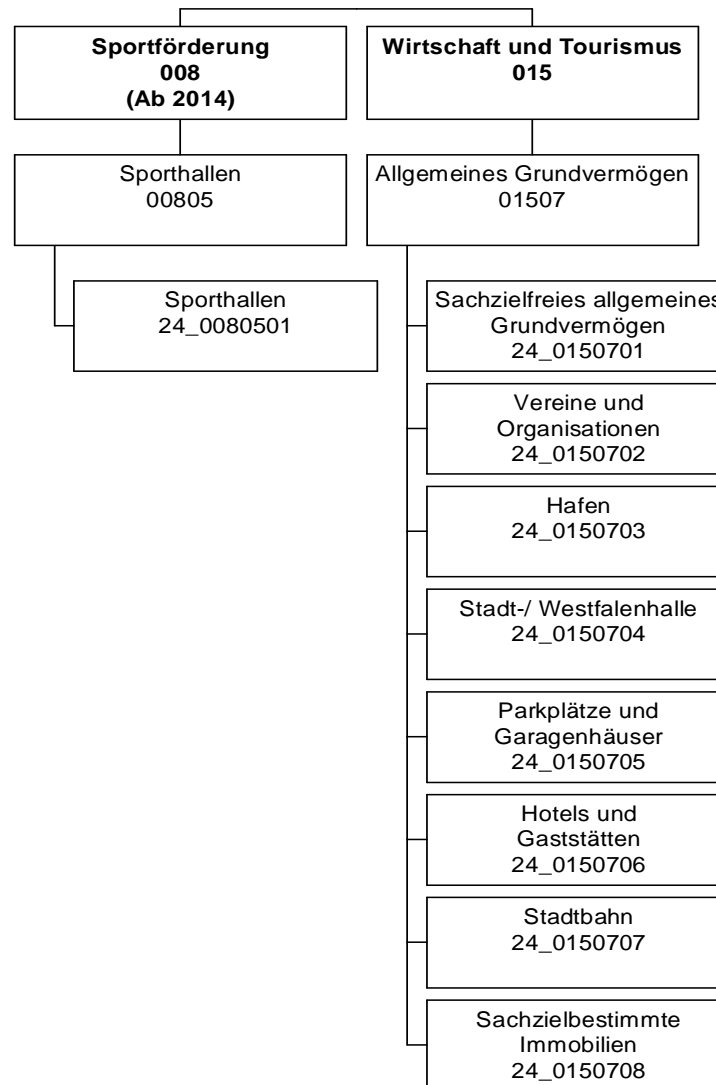 Sportförderung
008
(Ab 2014)
Sporthallen
00805
Sporthallen
24_0080501
Wirtschaft und Tourismus
015
Allgemeines Grundvermögen
01507
Sachzielfreies allgemeines
Grundvermögen
24_0150701
Vereine und
Organisationen
24_0150702
Hafen
24_0150703
Stadt-/ Westfalenhalle
24_0150704
Parkplätze und
Garagenhäuser
24_0150705
Hotels und
Gaststätten
24_0150706
Stadtbahn
24_0150707
Sachzielbestimmte
Immobilien
24_0150708